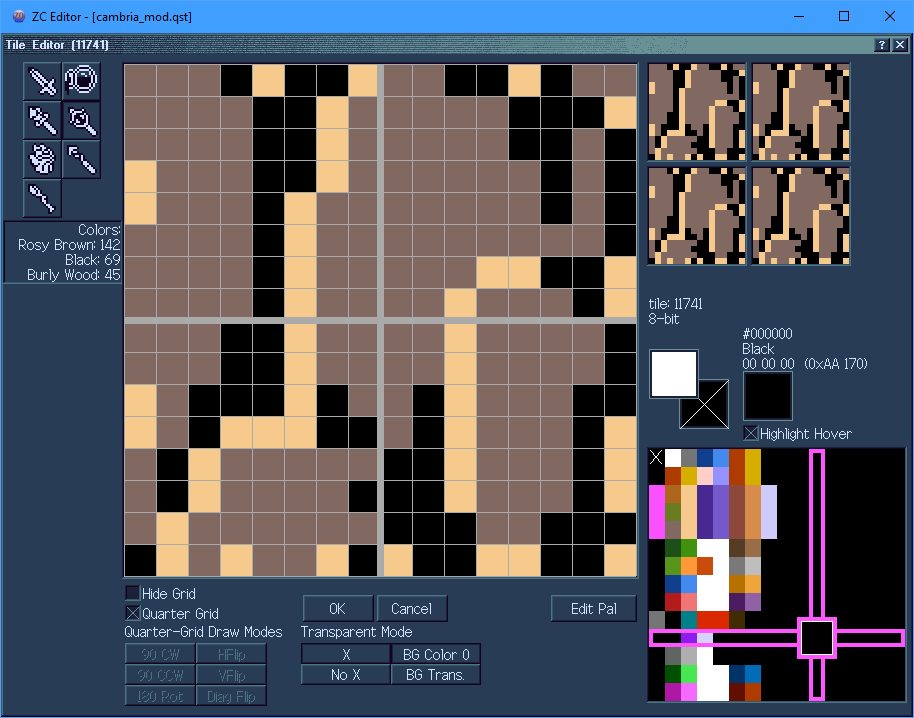 ZC Editor - [cambria_mod.qst]
Tile Editor (11741)
?
Colors:
Rosy Brown: 142
Black: 69
Burly Wood: 45
tile: 11741
8-bit
#000000
Black
00 00 00 (0xAA 170)
Highlight Hover
Hide Grid
Quarter Grid
OK
Cancel
Edit Pal
Quarter-Grid Draw Modes
Transparent Mode
90 CW
HFlip
X
BG Color 0
90 CCW
VFlip
No X
BG Trans.
180 Rot
Diag Flip